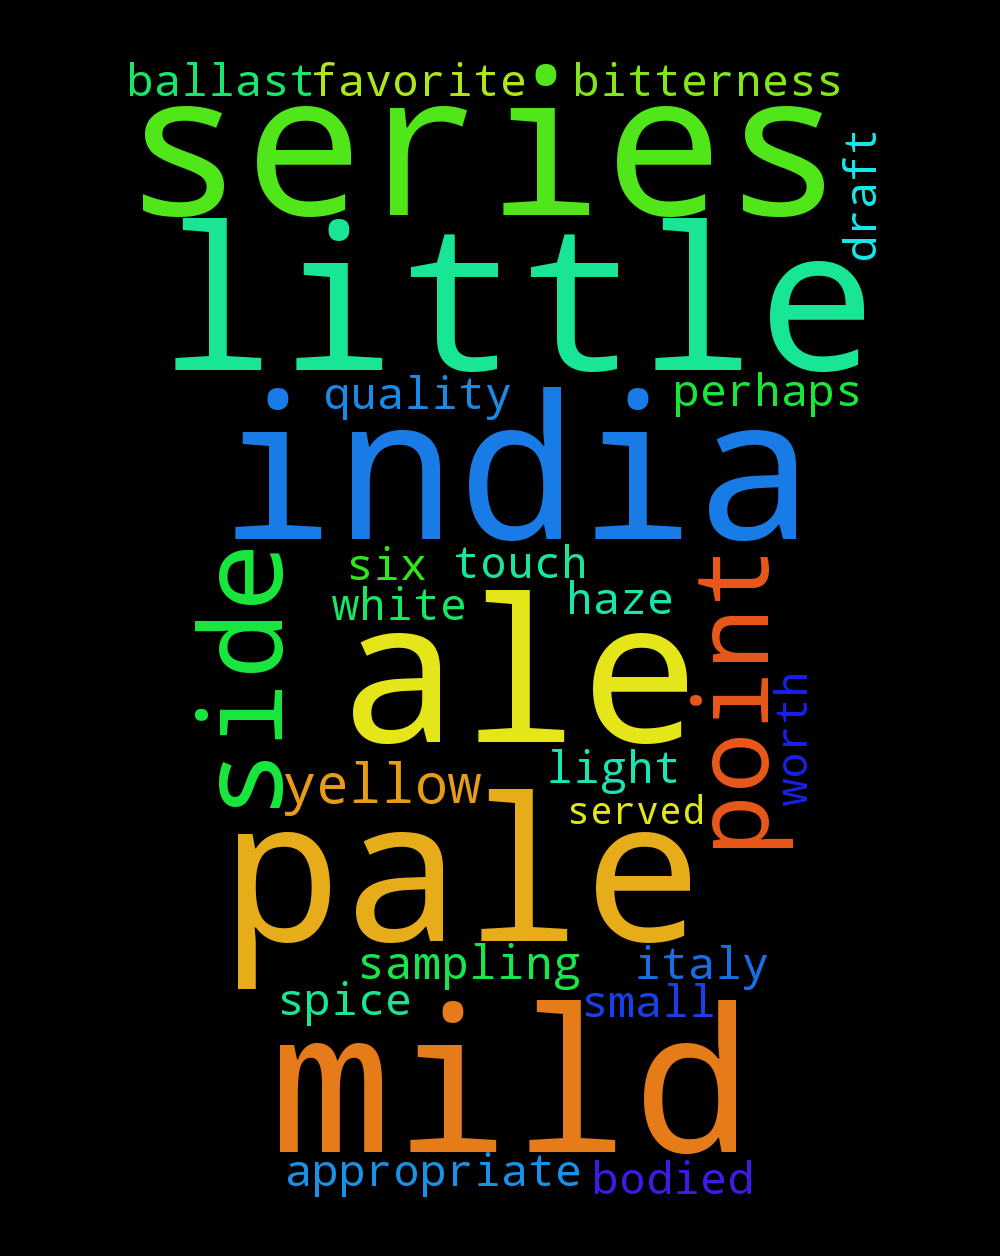 ballast favorite bitterness
series
draft
little
quality perhaps
india
six touch
white haze
side
ale
point
worth
light
yellow
served
pale
sampling italy
spice small
mild
appropriate bodied